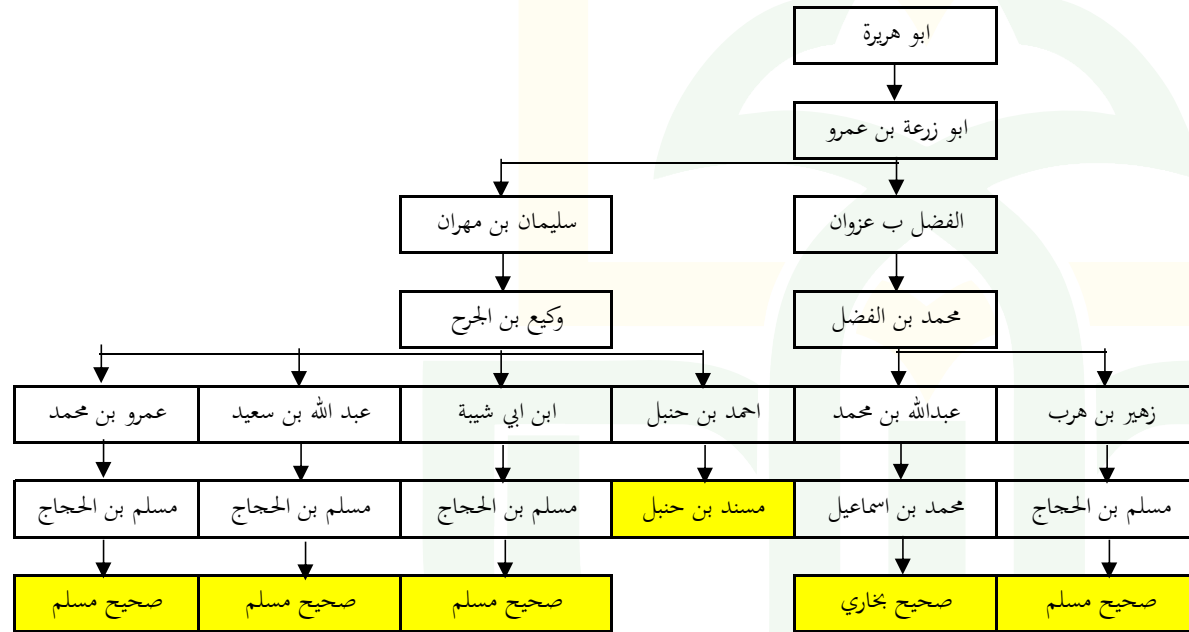 ابو هريرة
ابو زرعة بن عمرو
الفضل ب عزوان
سليمان بن مهران
محمد بن الفضل
وكيع بن الجرح
زهير بن هرب
عبدالله بن محمد
احمد بن حنبل
ابن ابي شيبة
عبد الله بن سعيد
عمرو بن محمد
مسلم بن الحجاج
محمد بن اسماعيل
مسند بن حنبل
مسلم بن الحجاج
مسلم بن الحجاج
مسلم بن الحجاج
صحيح مسلم
صحيح بخاري
صحيح مسلم
صحيح مسلم
صحيح مسلم